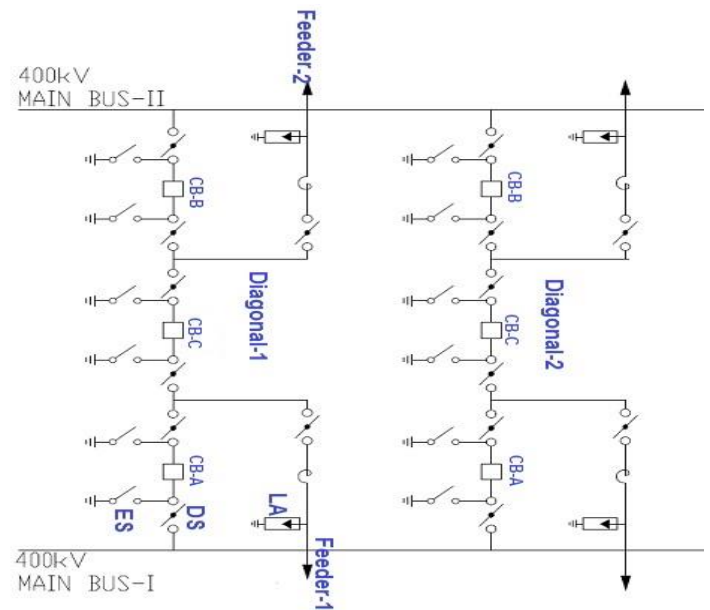 Feeder-2
400kV
MAIN BUS-II
CB-B
CB-B
Diagonal-1
Diagonal-2
CB-C
CB-C
CB-A
CB-A
ES
DS
LA
Feeder-1
400kV
MAIN BUS-I